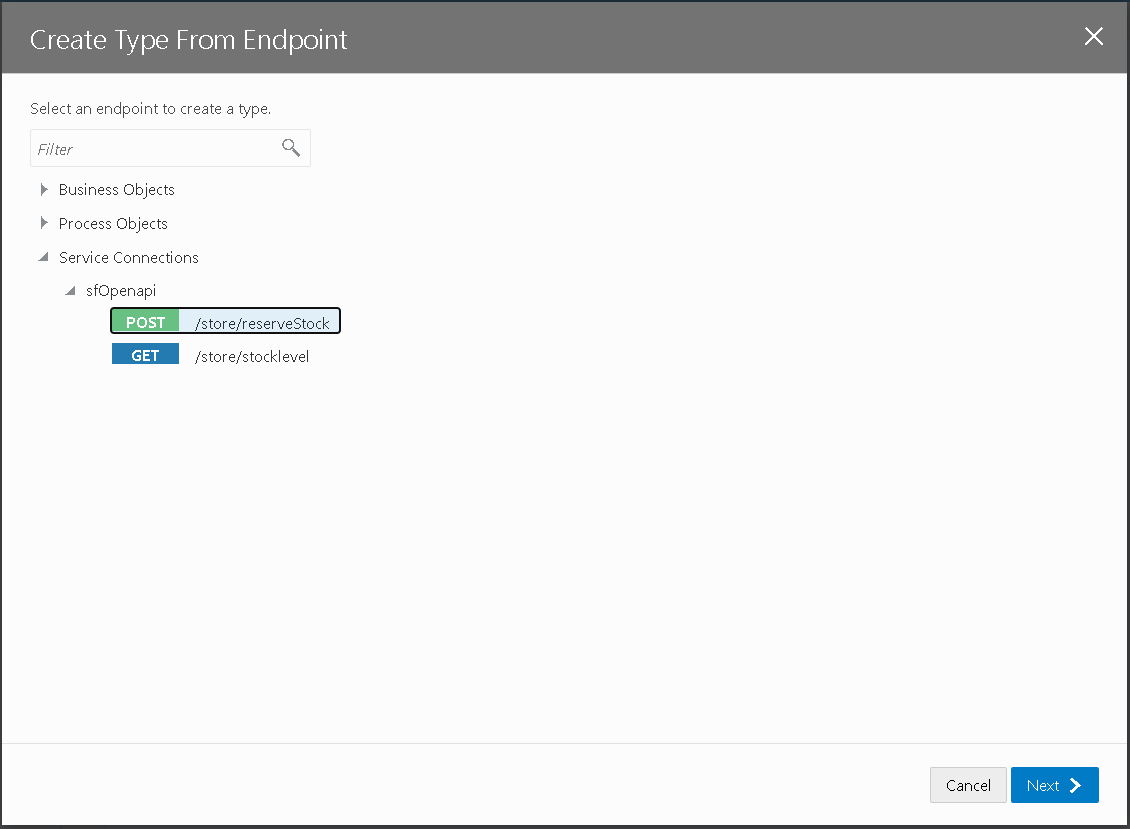 Create Type From Endpoint
Select an endpoint to create a type.
Filter
Business Objects
Process Objects
Service Connections
sfOpenapi
POST /store/reserveStock
GET /store/stocklevel
Cancel Next